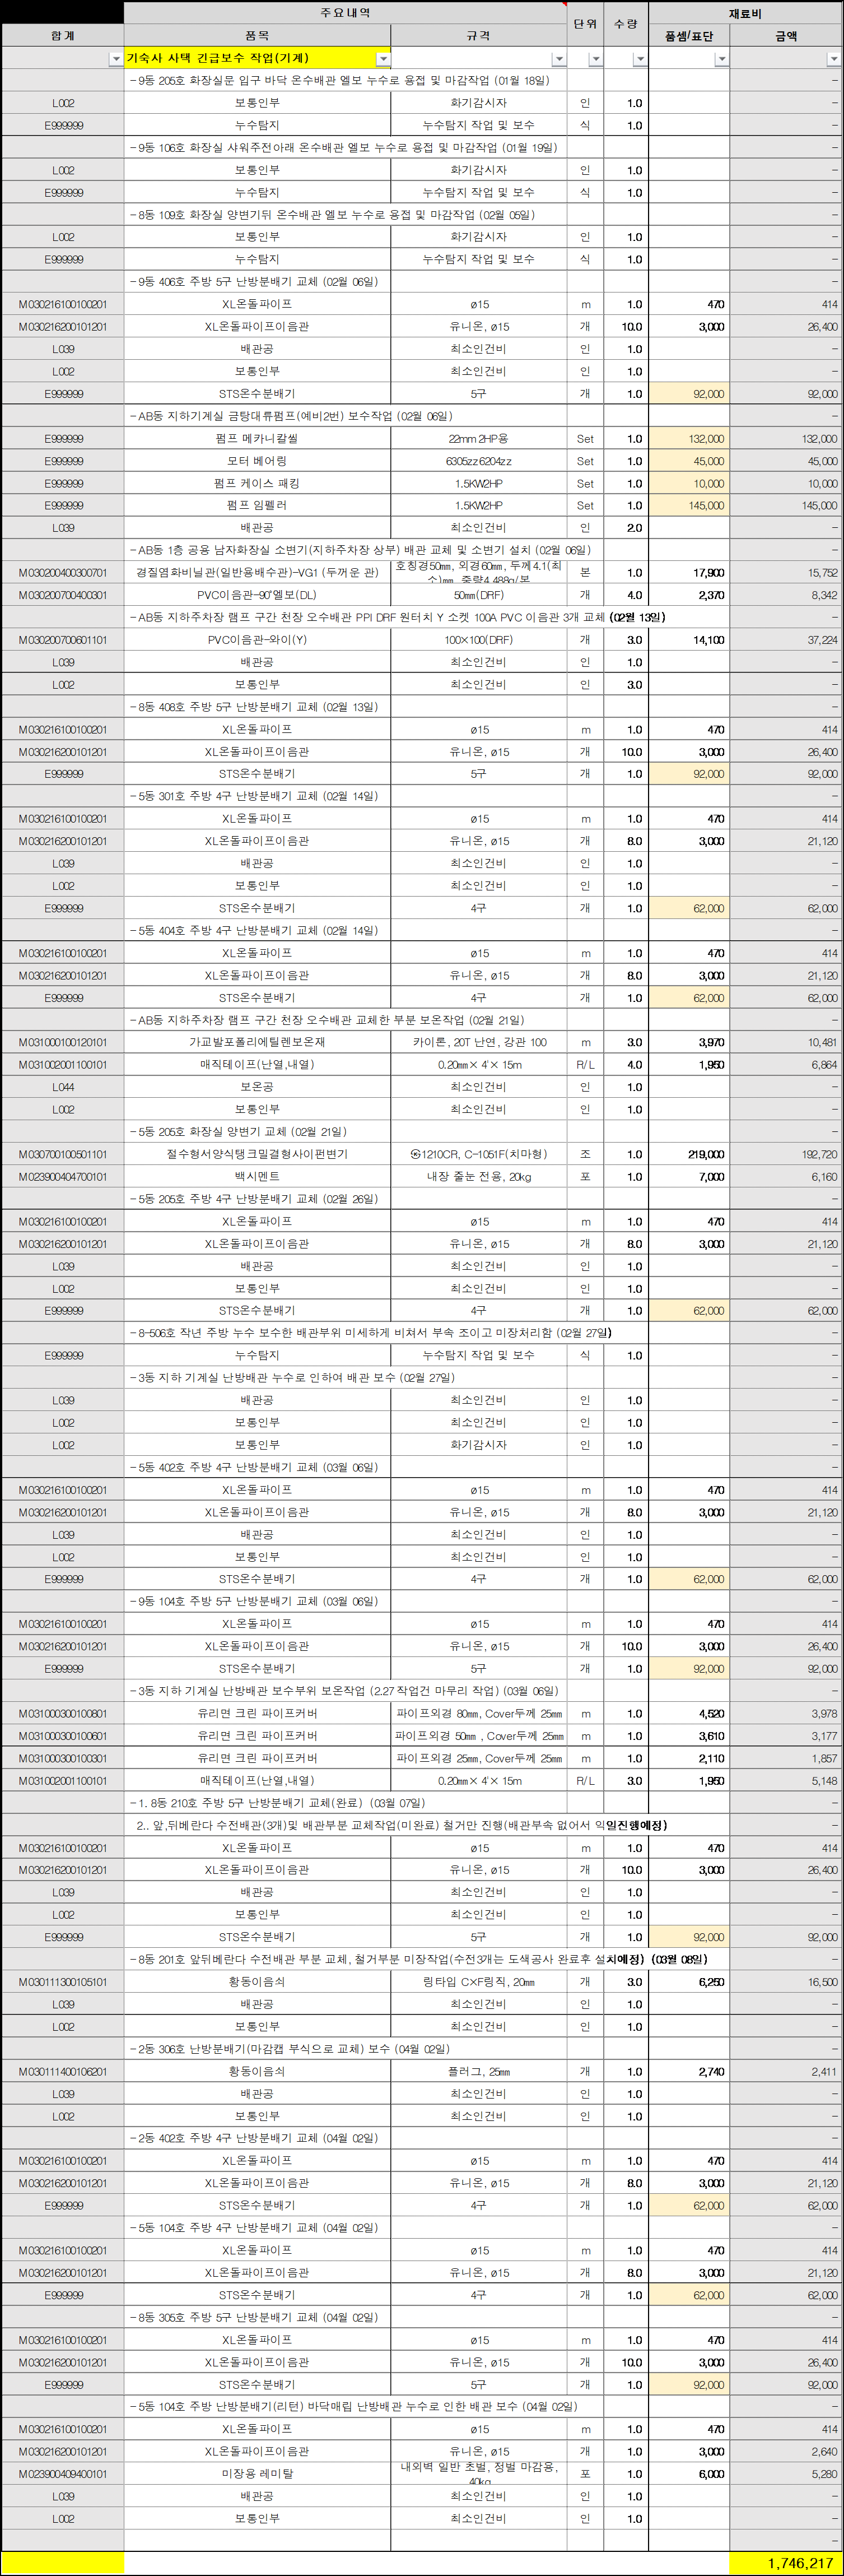 주요내역 단위 수량 재료비
합계 품목 규격 품셈/표단 금액
기숙사 사택 긴급보수 작업(기계)
- 9동 205호 화장실문 입구 바닥 온수배관 엘보 누수로 용접 및 마감작업 (01월 18일) -
L002 보통인부 화기감시자 인 1.0 -
E999999 누수탐지 누수탐지 작업 및 보수 식 1.0 -
- 9동 106호 화장실 샤워주전아래 온수배관 엘보 누수로 용접 및 마감작업 (01월 19일) -
L002 보통인부 화기감시자 인 1.0 -
E999999 누수탐지 누수탐지 작업 및 보수 식 1.0 -
- 8동 109호 화장실 양변기뒤 온수배관 엘보 누수로 용접 및 마감작업 (02월 05일) -
L002 보통인부 화기감시자 인 1.0 -
E999999 누수탐지 누수탐지 작업 및 보수 식 1.0 -
- 9동 406호 주방 5구 난방분배기 교체 (02월 06일) -
M030216100100201 XL온돌파이프 ø15 m 1.0 470 414
M030216200101201 XL온돌파이프이음관 유니온, ø15 개 10.0 3,000 26,400
L039 배관공 최소인건비 인 1.0 -
L002 보통인부 최소인건비 인 1.0 -
E999999 STS온수분배기 5구 개 1.0 92,000 92,000
- AB동 지하기계실 금탕대류펌프(예비2번) 보수작업 (02월 06일) -
E999999 펌프 메카니칼씰 22mm 2HP용 Set 1.0 132,000 132,000
E999999 모터 베어링 6305zz 6204zz Set 1.0 45,000 45,000
E999999 펌프 케이스 패킹 1.5KW2HP Set 1.0 10,000 10,000
E999999 펌프 임펠러 1.5KW2HP Set 1.0 145,000 145,000
L039 배관공 최소인건비 인 2.0 -
- AB동 1층 공용 남자화장실 소변기(지하주차장 상부) 배관 교체 및 소변기 설치 (02월 06일) -
M030200400300701 경질염화비닐관(일반용배수관)-VG1 (두꺼운 관) 호칭경50㎜, 외경60㎜, 두께4.1(최소)㎜, 중량4,488g/본 본 1.0 17,900 15,752
M030200700400301 PVC이음관-90°엘보(DL) 50㎜(DRF) 개 4.0 2,370 8,342
- AB동 지하주차장 램프 구간 천장 오수배관 PPI DRF 원터치 Y 소켓 100A PVC 이음관 3개 교체 (02월 13일) -
M030200700601101 PVC이음관-와이(Y) 100×100(DRF) 개 3.0 14,100 37,224
L039 배관공 최소인건비 인 1.0 -
L002 보통인부 최소인건비 인 3.0 -
- 8동 408호 주방 5구 난방분배기 교체 (02월 13일) -
M030216100100201 XL온돌파이프 ø15 m 1.0 470 414
M030216200101201 XL온돌파이프이음관 유니온, ø15 개 10.0 3,000 26,400
E999999 STS온수분배기 5구 개 1.0 92,000 92,000
- 5동 301호 주방 4구 난방분배기 교체 (02월 14일) -
M030216100100201 XL온돌파이프 ø15 m 1.0 470 414
M030216200101201 XL온돌파이프이음관 유니온, ø15 개 8.0 3,000 21,120
L039 배관공 최소인건비 인 1.0 -
L002 보통인부 최소인건비 인 1.0 -
E999999 STS온수분배기 4구 개 1.0 62,000 62,000
- 5동 404호 주방 4구 난방분배기 교체 (02월 14일) -
M030216100100201 XL온돌파이프 ø15 m 1.0 470 414
M030216200101201 XL온돌파이프이음관 유니온, ø15 개 8.0 3,000 21,120
E999999 STS온수분배기 4구 개 1.0 62,000 62,000
- AB동 지하주차장 램프 구간 천장 오수배관 교체한 부분 보온작업 (02월 21일) -
M031000100120101 가교발포폴리에틸렌보온재 카이론, 20T 난연, 강관 100 m 3.0 3,970 10,481
M031002001100101 매직테이프(난열,내열) 0.20㎜× 4'× 15m R/L 4.0 1,950 6,864
L044 보온공 최소인건비 인 1.0 -
L002 보통인부 최소인건비 인 1.0 -
- 5동 205호 화장실 양변기 교체 (02월 21일) -
M030700100501101 절수형서양식탱크밀결형사이펀변기 ㉿1210CR, C-1051F(치마형) 조 1.0 219,000 192,720
M023900404700101 백시멘트 내장 줄눈 전용, 20kg 포 1.0 7,000 6,160
- 5동 205호 주방 4구 난방분배기 교체 (02월 26일) -
M030216100100201 XL온돌파이프 ø15 m 1.0 470 414
M030216200101201 XL온돌파이프이음관 유니온, ø15 개 8.0 3,000 21,120
L039 배관공 최소인건비 인 1.0 -
L002 보통인부 최소인건비 인 1.0 -
E999999 STS온수분배기 4구 개 1.0 62,000 62,000
- 8-506호 작년 주방 누수 보수한 배관부위 미세하게 비쳐서 부속 조이고 미장처리함 (02월 27일) -
E999999 누수탐지 누수탐지 작업 및 보수 식 1.0 -
- 3동 지하 기계실 난방배관 누수로 인하여 배관 보수 (02월 27일) -
L039 배관공 최소인건비 인 1.0 -
L002 보통인부 최소인건비 인 1.0 -
L002 보통인부 화기감시자 인 1.0 -
- 5동 402호 주방 4구 난방분배기 교체 (03월 06일) -
M030216100100201 XL온돌파이프 ø15 m 1.0 470 414
M030216200101201 XL온돌파이프이음관 유니온, ø15 개 8.0 3,000 21,120
L039 배관공 최소인건비 인 1.0 -
L002 보통인부 최소인건비 인 1.0 -
E999999 STS온수분배기 4구 개 1.0 62,000 62,000
- 9동 104호 주방 5구 난방분배기 교체 (03월 06일) -
M030216100100201 XL온돌파이프 ø15 m 1.0 470 414
M030216200101201 XL온돌파이프이음관 유니온, ø15 개 10.0 3,000 26,400
E999999 STS온수분배기 5구 개 1.0 92,000 92,000
- 3동 지하 기계실 난방배관 보수부위 보온작업 (2.27 작업건 마무리 작업) (03월 06일) -
M031000300100801 유리면 크린 파이프커버 파이프외경 80㎜, Cover두께 25㎜ m 1.0 4,520 3,978
M031000300100601 유리면 크린 파이프커버 파이프외경 50㎜ , Cover두께 25㎜ m 1.0 3,610 3,177
M031000300100301 유리면 크린 파이프커버 파이프외경 25㎜, Cover두께 25㎜ m 1.0 2,110 1,857
M031002001100101 매직테이프(난열,내열) 0.20㎜× 4'× 15m R/L 3.0 1,950 5,148
- 1. 8동 210호 주방 5구 난방분배기 교체(완료) (03월 07일) -
2.. 앞,뒤베란다 수전배관(3개)및 배관부분 교체작업(미완료) 철거만 진행(배관부속 없어서 익일진행예정) -
M030216100100201 XL온돌파이프 ø15 m 1.0 470 414
M030216200101201 XL온돌파이프이음관 유니온, ø15 개 10.0 3,000 26,400
L039 배관공 최소인건비 인 1.0 -
L002 보통인부 최소인건비 인 1.0 -
E999999 STS온수분배기 5구 개 1.0 92,000 92,000
- 8동 201호 앞뒤베란다 수전배관 부분 교체, 철거부분 미장작업(수전3개는 도색공사 완료후 설치예정) (03월 08일) -
M030111300105101 황동이음쇠 링타입 C×F링직, 20㎜ 개 3.0 6,250 16,500
L039 배관공 최소인건비 인 1.0 -
L002 보통인부 최소인건비 인 1.0 -
- 2동 306호 난방분배기(마감캡 부식으로 교체) 보수 (04월 02일) -
M030111400106201 황동이음쇠 플러그, 25㎜ 개 1.0 2,740 2,411
L039 배관공 최소인건비 인 1.0 -
L002 보통인부 최소인건비 인 1.0 -
- 2동 402호 주방 4구 난방분배기 교체 (04월 02일) -
M030216100100201 XL온돌파이프 ø15 m 1.0 470 414
M030216200101201 XL온돌파이프이음관 유니온, ø15 개 8.0 3,000 21,120
E999999 STS온수분배기 4구 개 1.0 62,000 62,000
- 5동 104호 주방 4구 난방분배기 교체 (04월 02일) -
M030216100100201 XL온돌파이프 ø15 m 1.0 470 414
M030216200101201 XL온돌파이프이음관 유니온, ø15 개 8.0 3,000 21,120
E999999 STS온수분배기 4구 개 1.0 62,000 62,000
- 8동 305호 주방 5구 난방분배기 교체 (04월 02일) -
M030216100100201 XL온돌파이프 ø15 m 1.0 470 414
M030216200101201 XL온돌파이프이음관 유니온, ø15 개 10.0 3,000 26,400
E999999 STS온수분배기 5구 개 1.0 92,000 92,000
- 5동 104호 주방 난방분배기(리턴) 바닥매립 난방배관 누수로 인한 배관 보수 (04월 02일) -
M030216100100201 XL온돌파이프 ø15 m 1.0 470 414
M030216200101201 XL온돌파이프이음관 유니온, ø15 개 1.0 3,000 2,640
M023900409400101 미장용 레미탈 내외벽 일반 초벌, 정벌 마감용, 40kg 포 1.0 6,000 5,280
L039 배관공 최소인건비 인 1.0 -
L002 보통인부 최소인건비 인 1.0 -
-
1,746,217